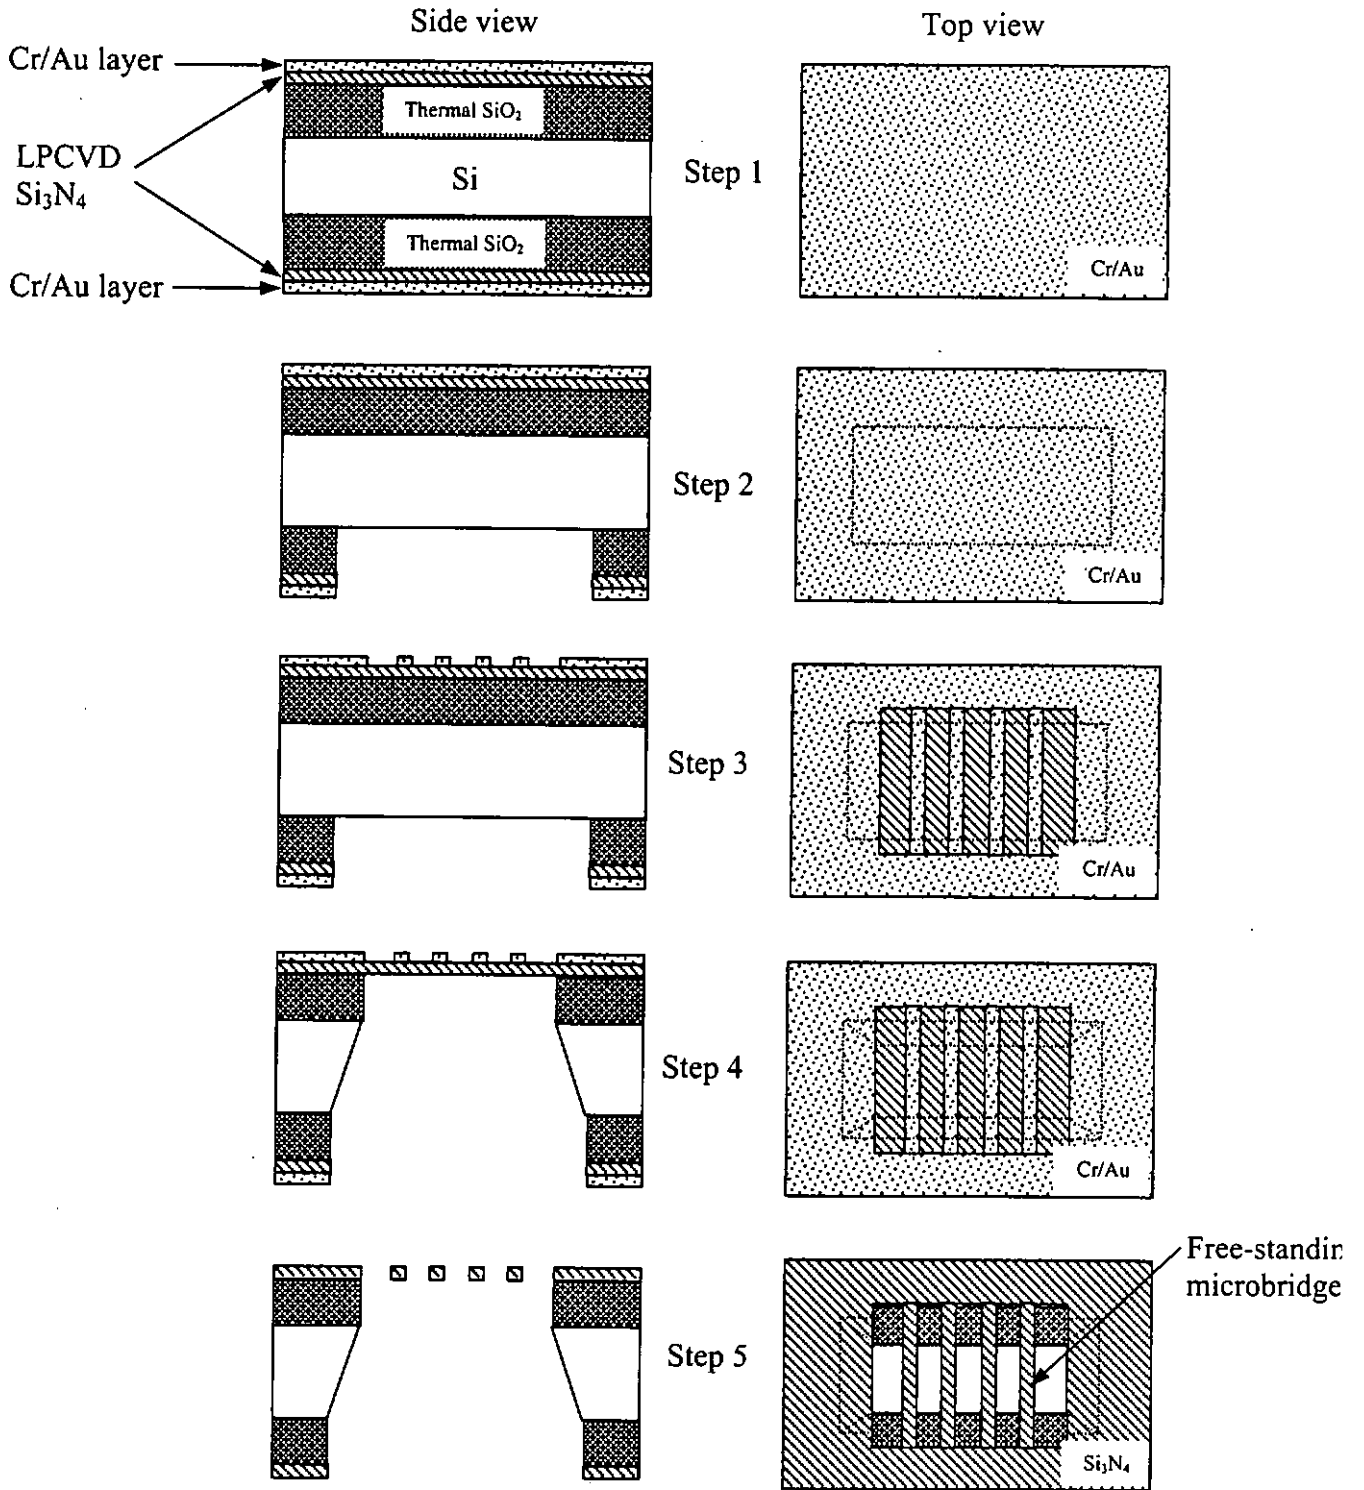 Side view
Top view
Cr/Au layer
Thermal SiO₂
LPCVD
Si₃N₄
Si
Step 1
Thermal SiO₂
Cr/Au layer
Cr/Au
Step 2
Cr/Au
Step 3
Cr/Au
Step 4
Cr/Au
Free-standin
microbridge
Step 5
Si₃N₄